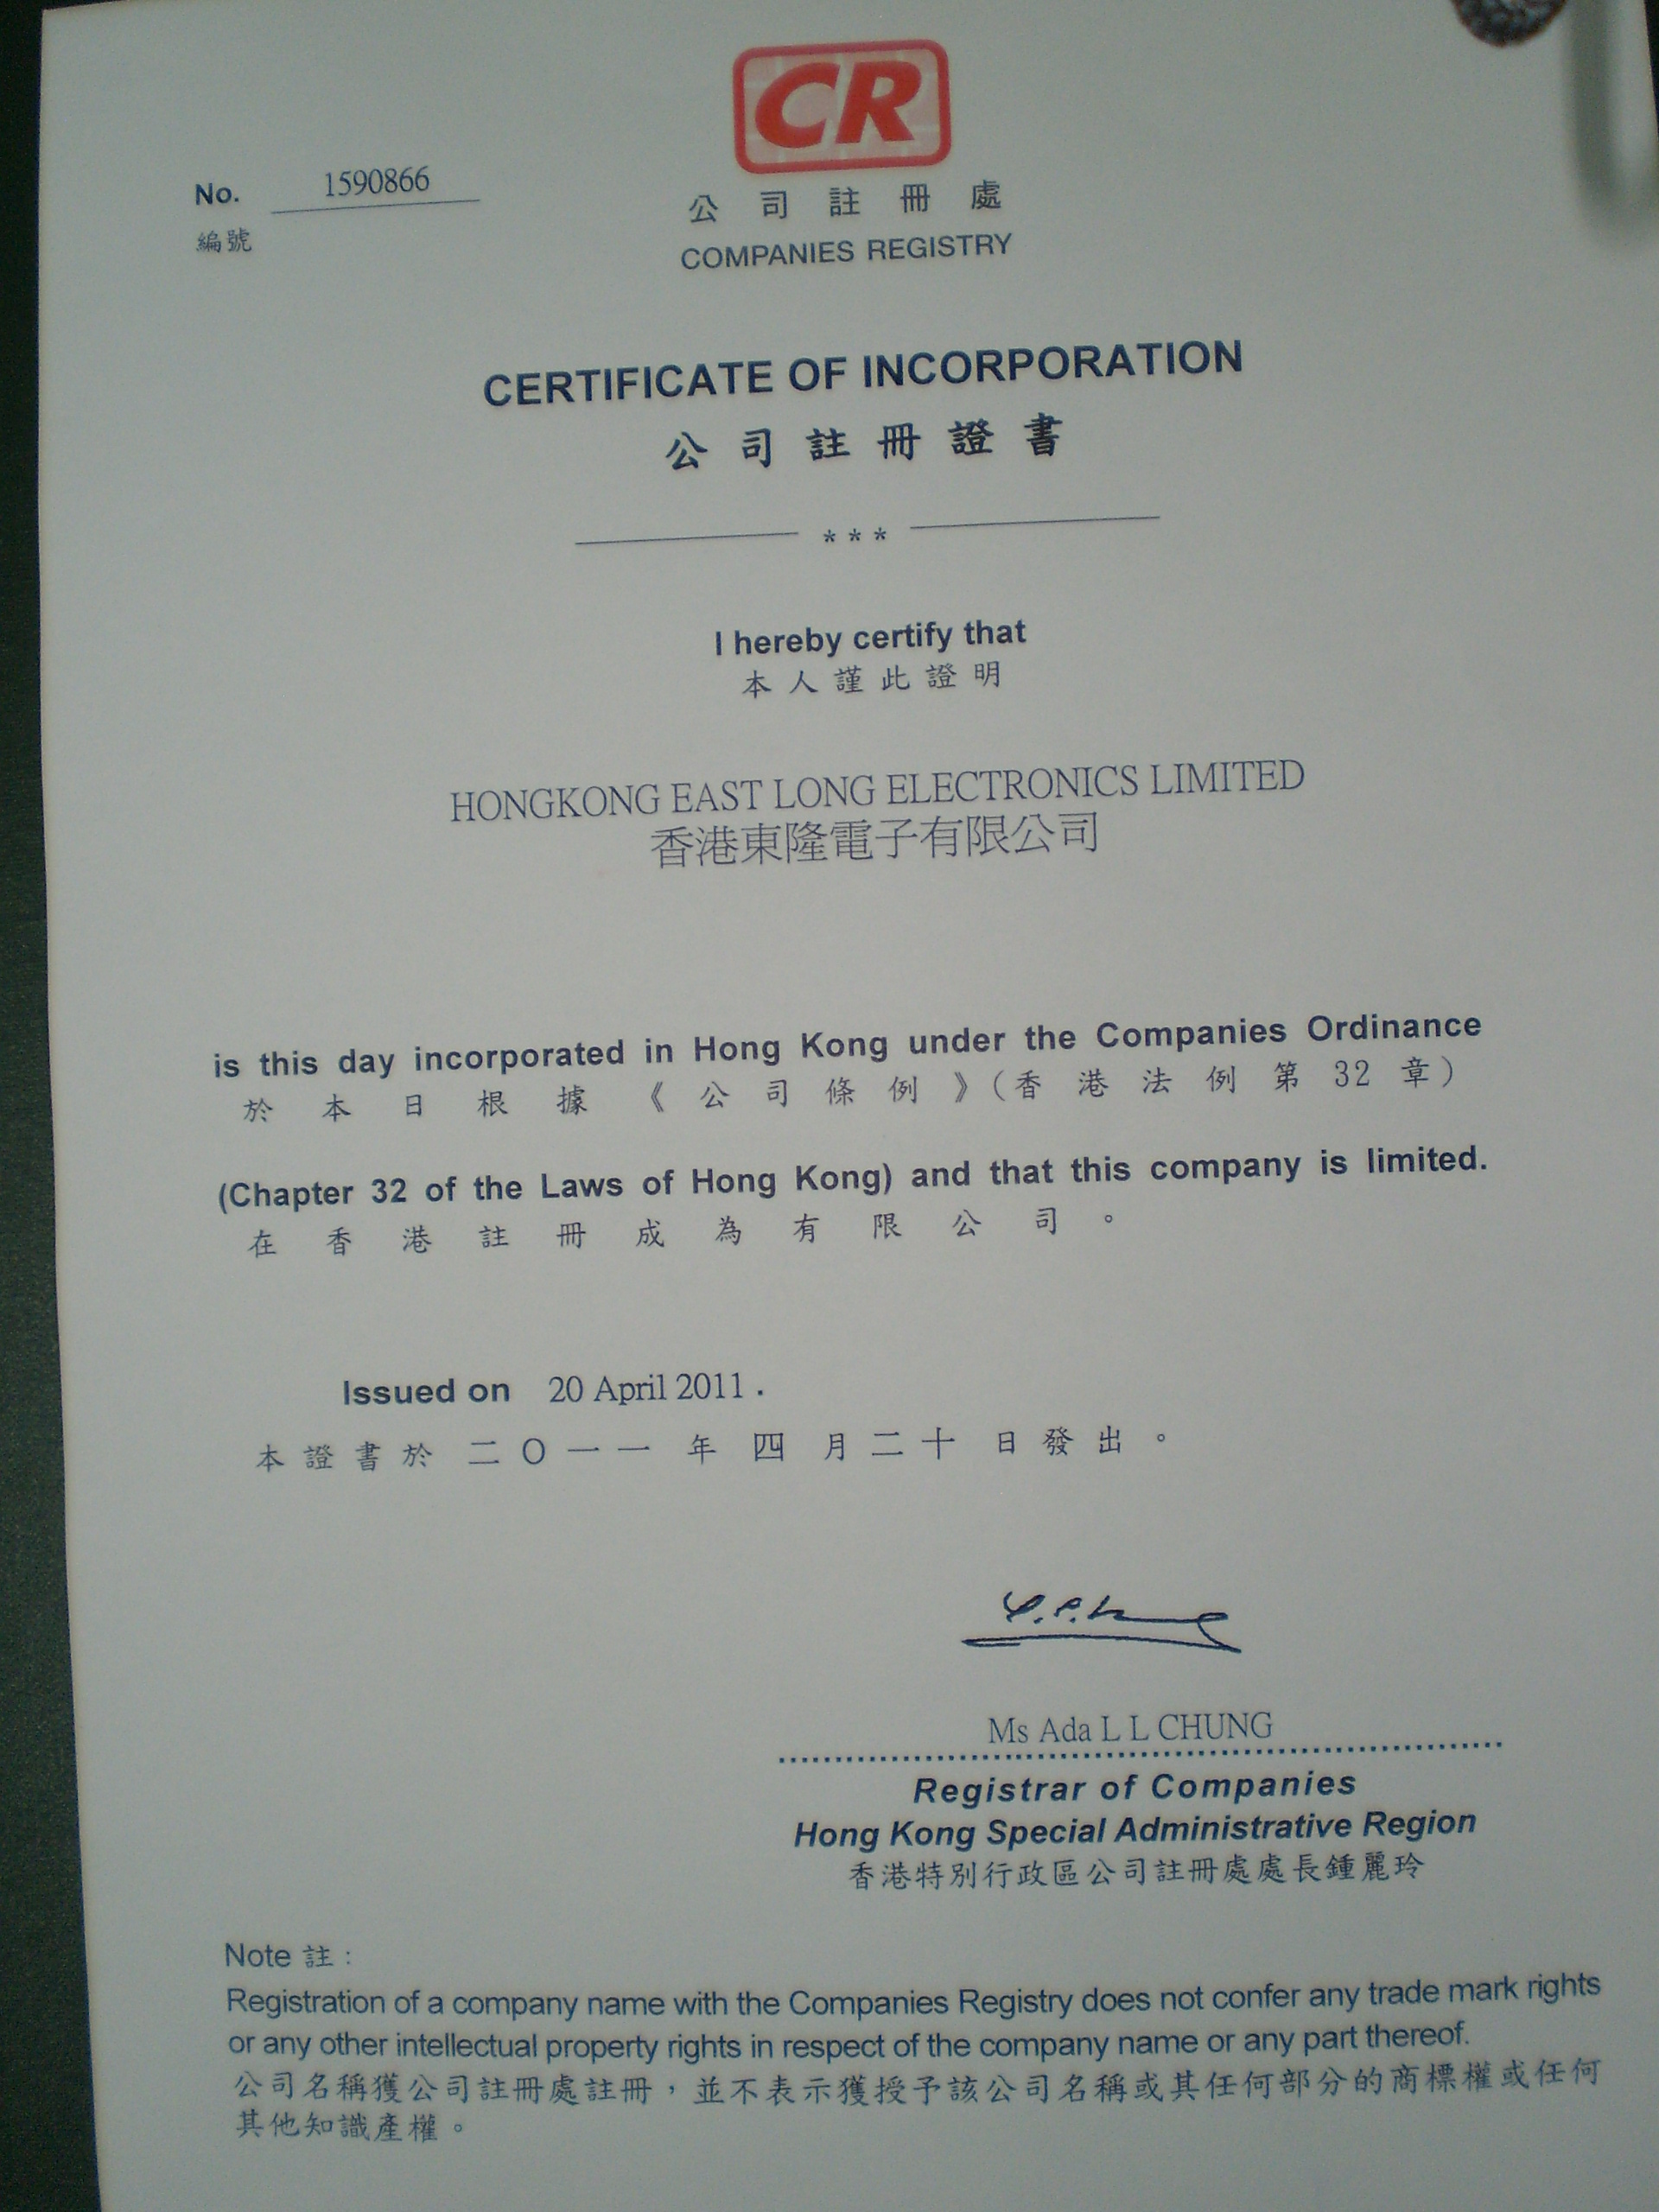 CR
No. 1590866
編號
公司註冊處
COMPANIES REGISTRY
CERTIFICATE OF INCORPORATION
公司註冊證書
* * *
I hereby certify that
本人謹此證明
HONGKONG EAST LONG ELECTRONICS LIMITED
香港東隆電子有限公司
is this day incorporated in Hong Kong under the Companies Ordinance
於本日根據《公司條例》(香港法例第32章)
(Chapter 32 of the Laws of Hong Kong) and that this company is limited.
在香港註冊成為有限公司。
Issued on 20 April 2011.
本證書於二〇一一年四月二十日發出。
Ms Ada L L CHUNG
Registrar of Companies
Hong Kong Special Administrative Region
香港特別行政區公司註冊處處長鍾麗玲
Note 註:
Registration of a company name with the Companies Registry does not confer any trade mark rights
or any other intellectual property rights in respect of the company name or any part thereof.
公司名稱獲公司註冊處註冊,並不表示獲授予該公司名稱或其任何部分的商標權或任何
其他知識產權。